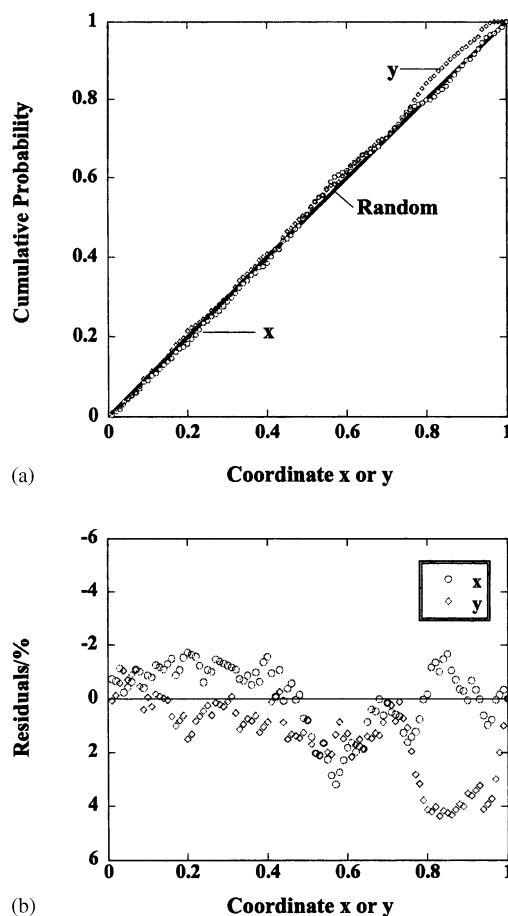 1
0.8
0.6
0.4
0.2
0
Cumulative Probability
y
Random
x
0 0.2 0.4 0.6 0.8 1
(a)
Coordinate x or y
-6
-4
-2
0
2
4
6
Residuals/%
x
y
0 0.2 0.4 0.6 0.8 1
(b)
Coordinate x or y